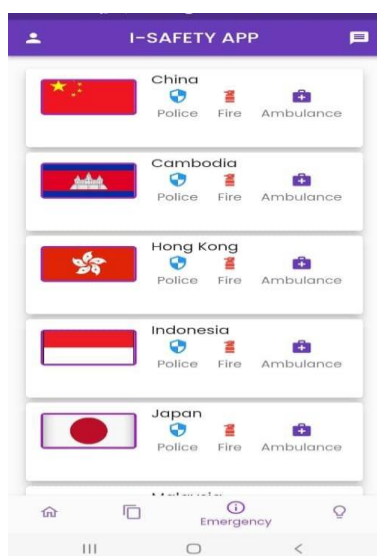 I-SAFETY APP
China
Police Fire Ambulance
Cambodia
Police Fire Ambulance
Hong Kong
Police Fire Ambulance
Indonesia
Police Fire Ambulance
Japan
Police Fire Ambulance
Emergency